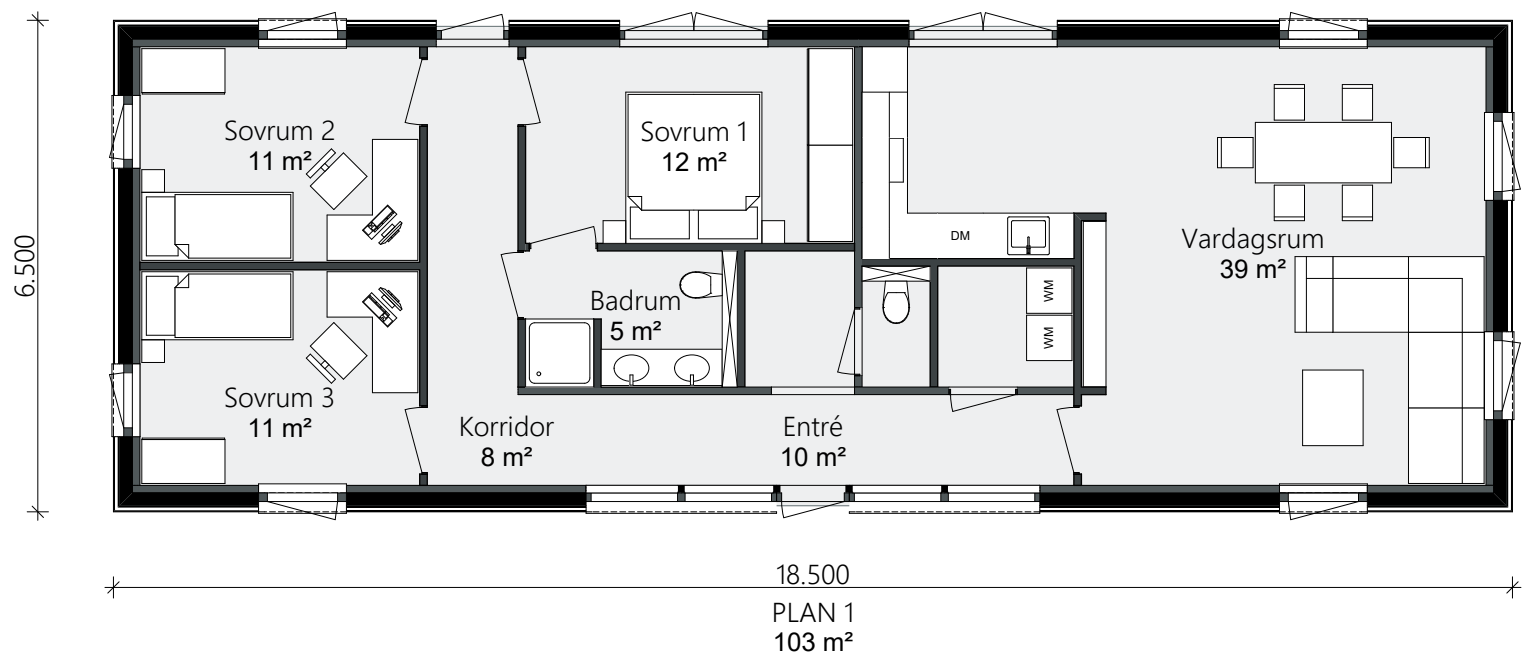 Sovrum 2
11 m²
Sovrum 1
12 m²
DM
Vardagsrum
39 m²
6.500
Badrum
5 m²
WM
WM
Sovrum 3
11 m²
Korridor
8 m²
Entré
10 m²
18.500
PLAN 1
103 m²